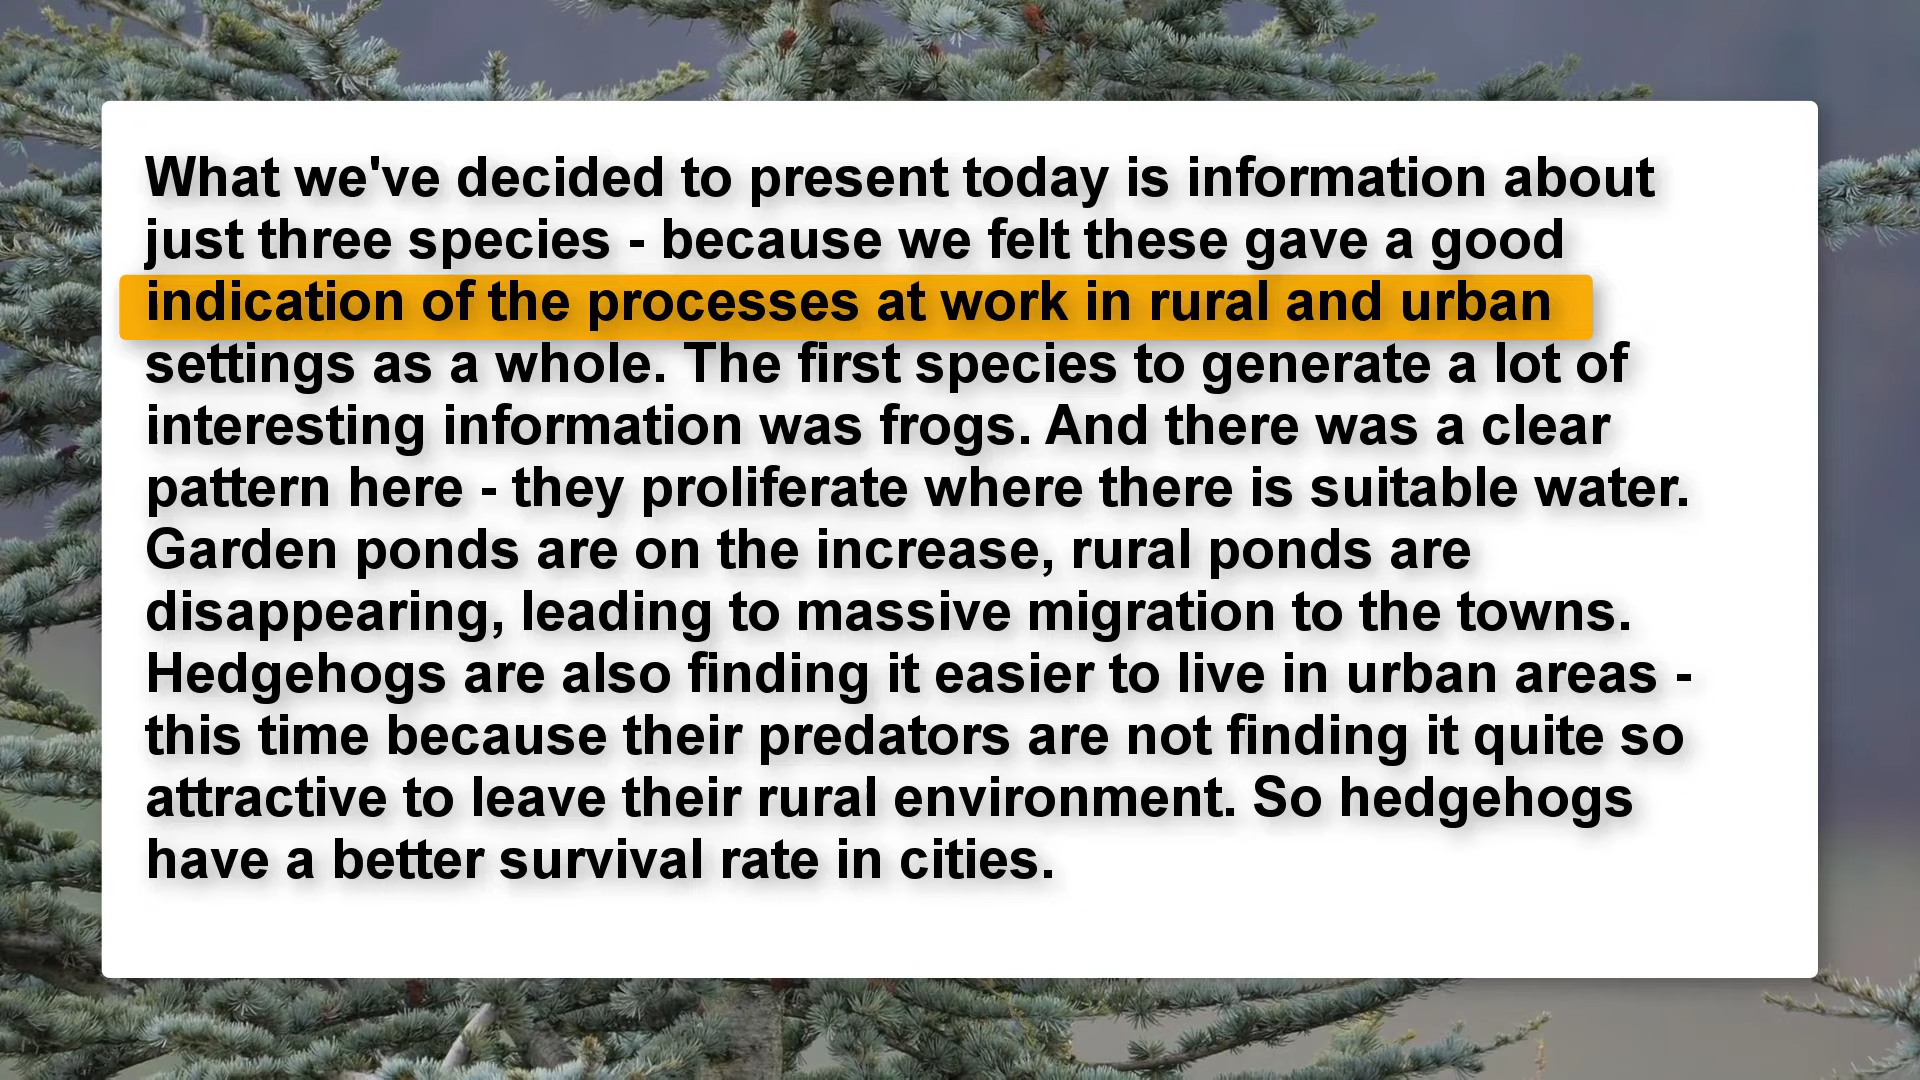 What we've decided to present today is information about
just three species - because we felt these gave a good
indication of the processes at work in rural and urban
settings as a whole. The first species to generate a lot of
interesting information was frogs. And there was a clear
pattern here - they proliferate where there is suitable water.
Garden ponds are on the increase, rural ponds are
disappearing, leading to massive migration to the towns.
Hedgehogs are also finding it easier to live in urban areas -
this time because their predators are not finding it quite so
attractive to leave their rural environment. So hedgehogs
have a better survival rate in cities.